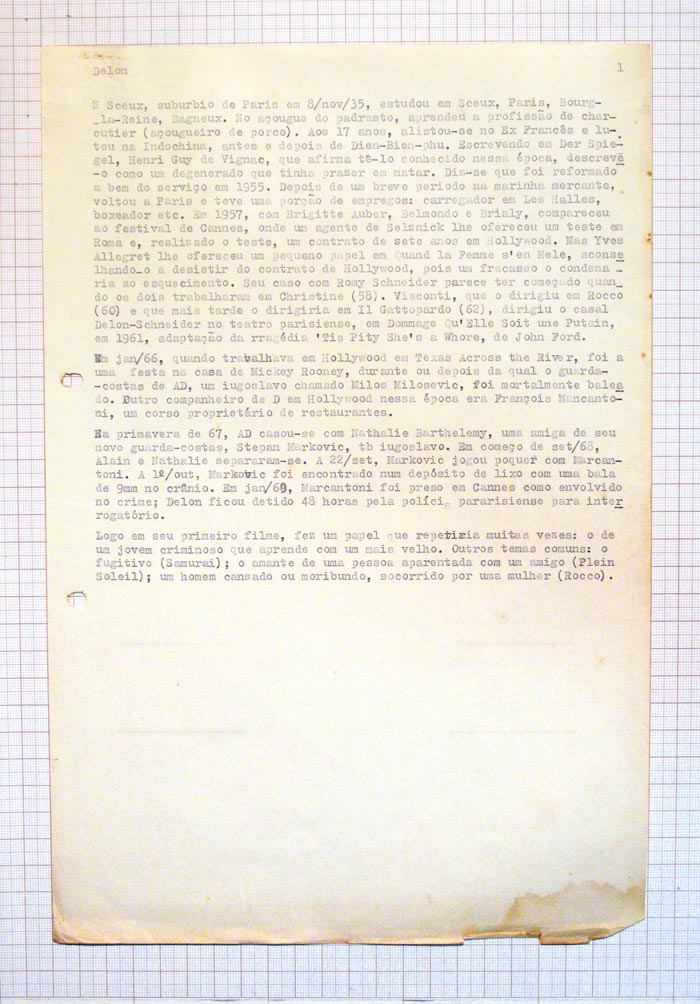 Delon 1
N Sceux, suburbio de Paris em 8/nov/35, estudou em Sceux, Paris, Bourg-
_la-Reine, Bagneux. No açougue do padrasto, aprendeu a profissão de char-
cutier (açougueiro de porco). Aos 17 anos, alistou-se no Ex Francês e lu-
tou na Indochina, antes e depois de Dien-Bien-phu. Escrevendo em Der Spie-
gel, Henri Guy de Vignac, que afirma tê-lo conhecido nessa época, descreve
-o como um degenerado que tinha prazer em matar. Diz-se que foi reformado
a bem do serviço em 1955. Depois de um breve periodo na marinha mercante,
voltou a Paris e teve uma porção de empregos: carregador em Les Halles,
boxeador etc. Em 1957, com Brigitte Auber, Belmondo e Brialy, compareceu
ao festival de Cannes, onde um agente de Selznick lhe ofereceu um teste em
Roma e, realizado o teste, um contrato de sete anos em Hollywood. Mas Yves
Allegret lhe ofereceu um pequeno papel em Quand la Femme s'en Mele, aconse
lhando_o a desistir do contrato de Hollywood, pois um fracasso o condena _
ria ao esquecimento. Seu caso com Romy Schneider parece ter começado quan_
do os dois trabalharam em Christine (58). Visconti, que o dirigiu em Rocco
(60) e que mais tarde o dirigiria em Il Gattopardo (62), dirigiu o casal
Delon-Schneider no teatro parisiense, em Dommage Qu'Elle Soit une Putain,
em 1961, adaptação da rragédia 'Tis Pity She's a Whore, de John Ford.
Em jan/66, quando trabalhava em Hollywood em Texas Across the River, foi a
uma festa na casa de Mickey Rooney, durante ou depois da qual o guarda-
-costas de AD, um iugoslavo chamado Milos Milosevic, foi mortalmente balea
do. Outro companheiro de D em Hollywood nessa época era François Mancanto-
ni, um corso proprietário de restaurantes.
Na primavera de 67, AD casou-se com Nathalie Barthelemy, uma amiga de seu
novo guarda-costas, Stepan Markovic, tb iugoslavo. Em começo de set/68,
Alain e Nathalie separaram-se. A 22/set, Markovic jogou poquer com Marcan-
toni. A 1º/out, Markovic foi encontrado num depósito de lixo com uma bala
de 9mm no crânio. Em jan/69, Marcantoni foi preso em Cannes como envolvido
no crime; Delon ficou detido 48 horas pela polícia pararisiense para inter
rogatório.
Logo em seu primeiro filme, fez um papel que repetiria muitas vezes: o de
um jovem criminoso que aprende com um mais velho. Outros temas comuns: o
fugitivo (Samurai); o amante de uma pessoa aparentada com um amigo (Plein
Soleil); um homem cansado ou moribundo, socorrido por uma mulher (Rocco).